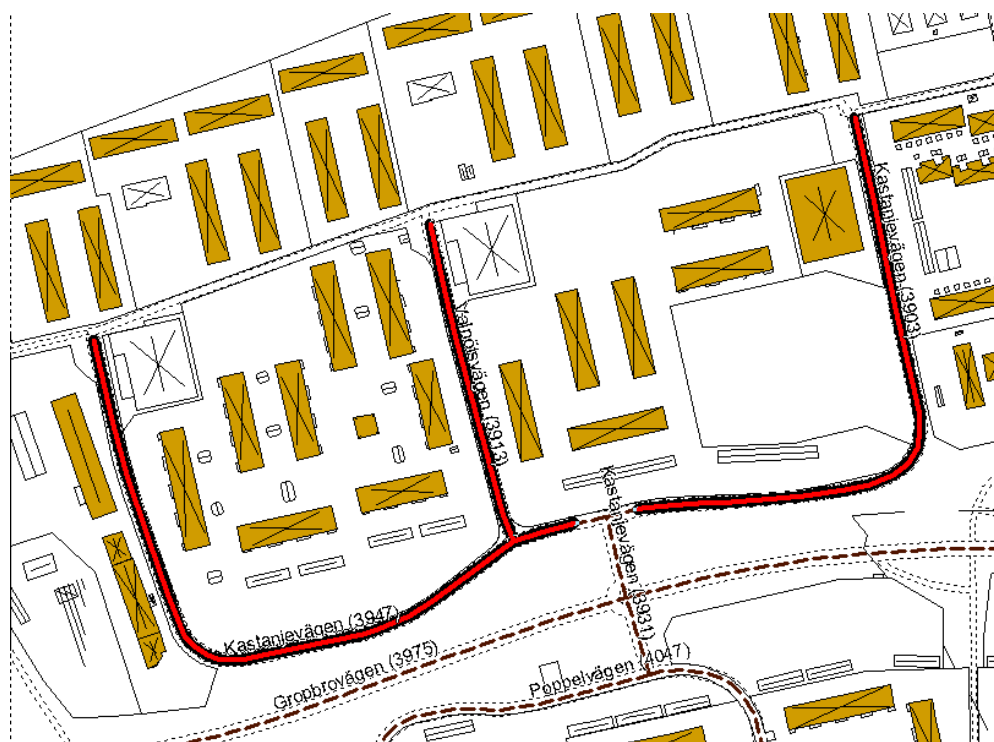 Kastanjevägen (3903)
Valnötsvägen (3913)
Kastanjevägen (3931)
Kastanjevägen (3947)
Gropbrovägen (3975)
Poppelvägen (4047)